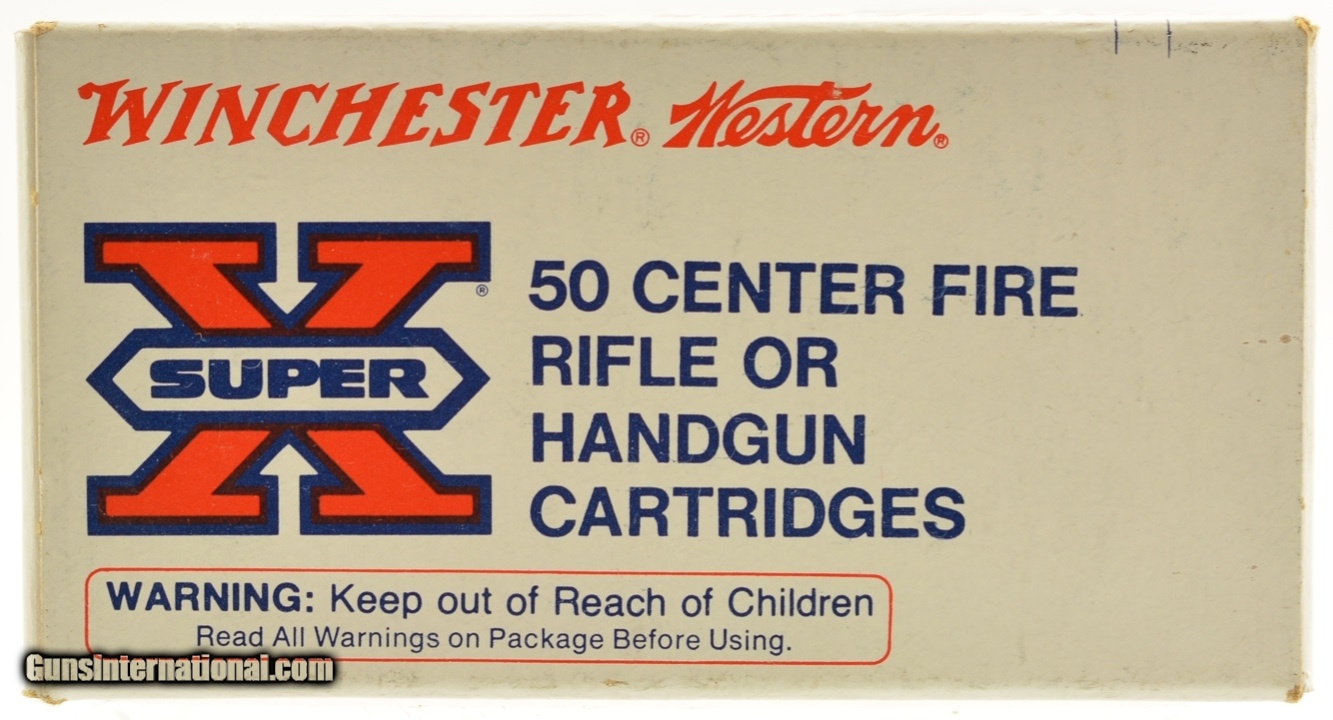 WINCHESTER® Western®
X®
SUPER
50 CENTER FIRE
RIFLE OR
HANDGUN
CARTRIDGES
WARNING: Keep out of Reach of Children
Read All Warnings on Package Before Using.
GunsInternational.com